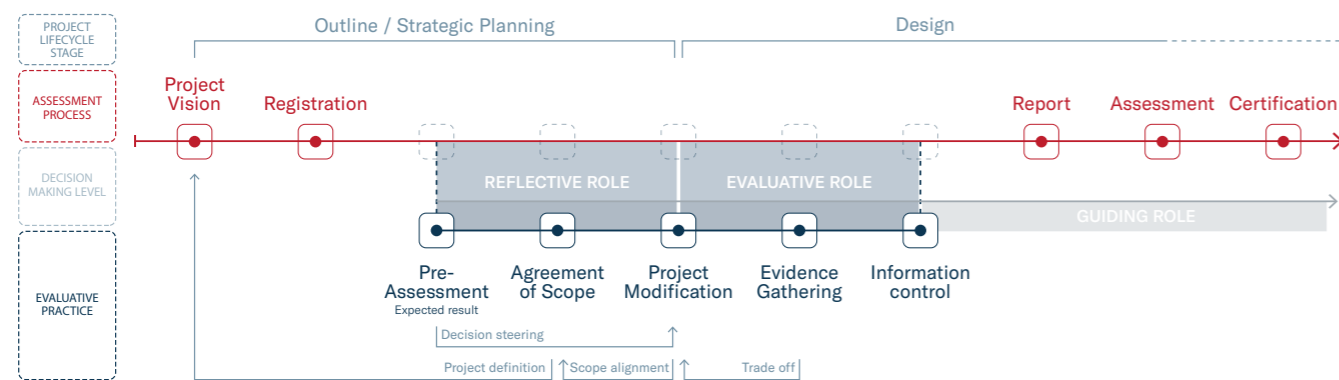 PROJECT
LIFECYCLE
STAGE
Outline / Strategic Planning
Design
ASSESSMENT
PROCESS
Project
Vision
Registration
Report
Assessment
Certification
DECISION
MAKING LEVEL
REFLECTIVE ROLE
EVALUATIVE ROLE
GUIDING ROLE
EVALUATIVE
PRACTICE
Pre-
Assessment
Expected result
Agreement
of Scope
Project
Modification
Evidence
Gathering
Information
control
Decision steering
Project definition
Scope alignment
Trade off